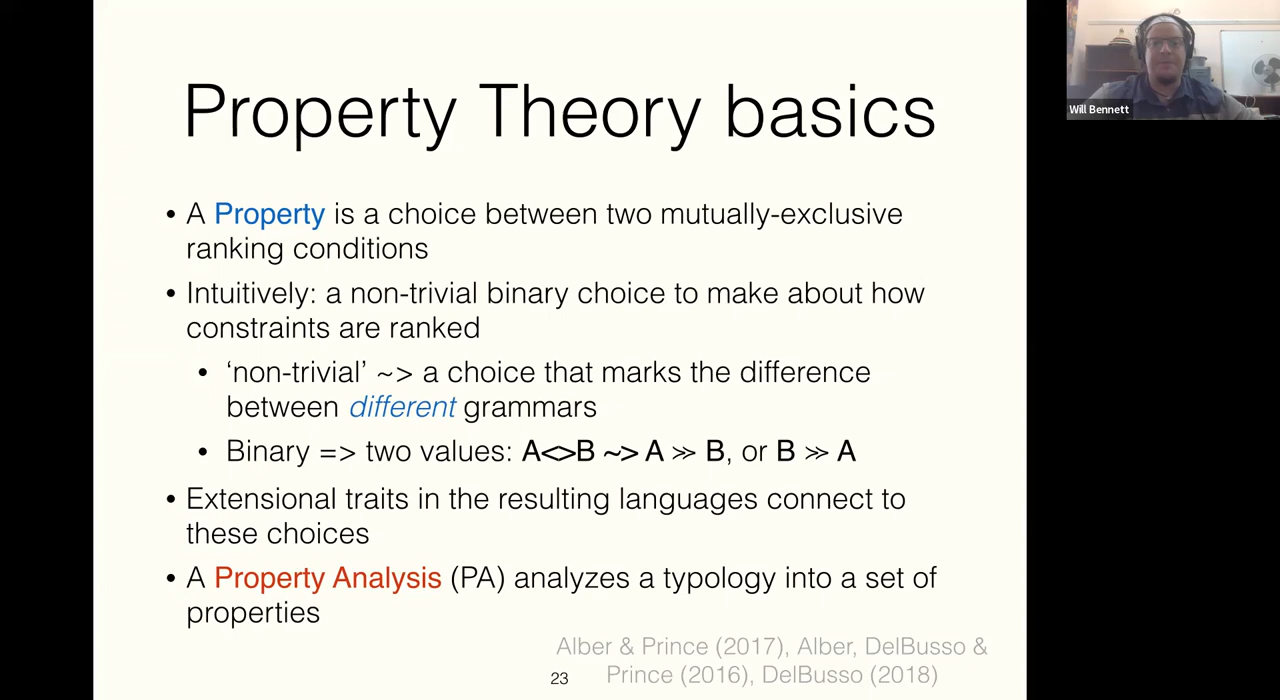 Property Theory basics
• A Property is a choice between two mutually-exclusive
ranking conditions
• Intuitively: a non-trivial binary choice to make about how
constraints are ranked
• ‘non-trivial’ ~> a choice that marks the difference
between different grammars
• Binary => two values: A<>B ~> A ≫ B, or B ≫ A
• Extensional traits in the resulting languages connect to
these choices
• A Property Analysis (PA) analyzes a typology into a set of
properties
Alber & Prince (2017), Alber, DelBusso &
Prince (2016), DelBusso (2018)
23
Will Bennett